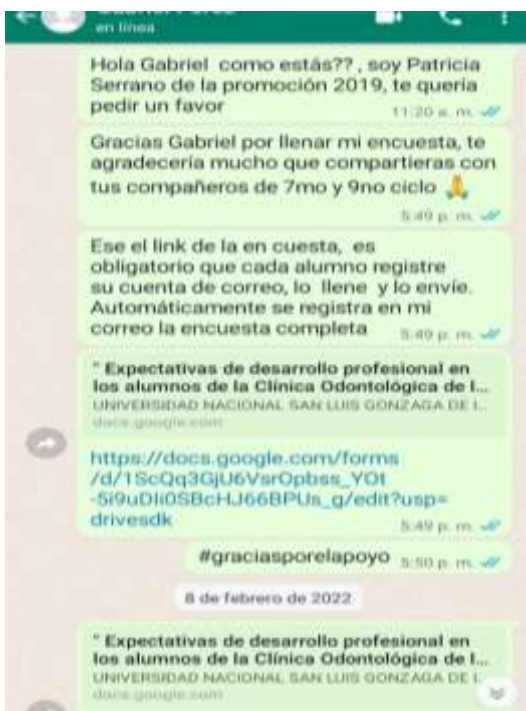 en línea
Hola Gabriel como estás?? , soy Patricia
Serrano de la promoción 2019, te quería
pedir un favor
11:20 a. m.
Gracias Gabriel por llenar mi encuesta, te
agradecería mucho que compartieras con
tus compañeros de 7mo y 9no ciclo 🙏
5:49 p. m.
Ese el link de la en cuesta, es
obligatorio que cada alumno registre
su cuenta de correo, lo llene y lo envíe.
Automáticamente se registra en mi
correo la encuesta completa
5:49 p. m.
" Expectativas de desarrollo profesional en
los alumnos de la Clínica Odontológica de l...
UNIVERSIDAD NACIONAL SAN LUIS GONZAGA DE I...
docs.google.com
https://docs.google.com/forms
/d/1ScQq3GjU6VsrOpbss_YOt
-5i9uDIi0SBcHJ66BPUs_g/edit?usp=
drivesdk
5:49 p. m.
#graciasporelapoyo
5:50 p. m.
8 de febrero de 2022
" Expectativas de desarrollo profesional en
los alumnos de la Clínica Odontológica de l...
UNIVERSIDAD NACIONAL SAN LUIS GONZAGA DE I...
docs.google.com